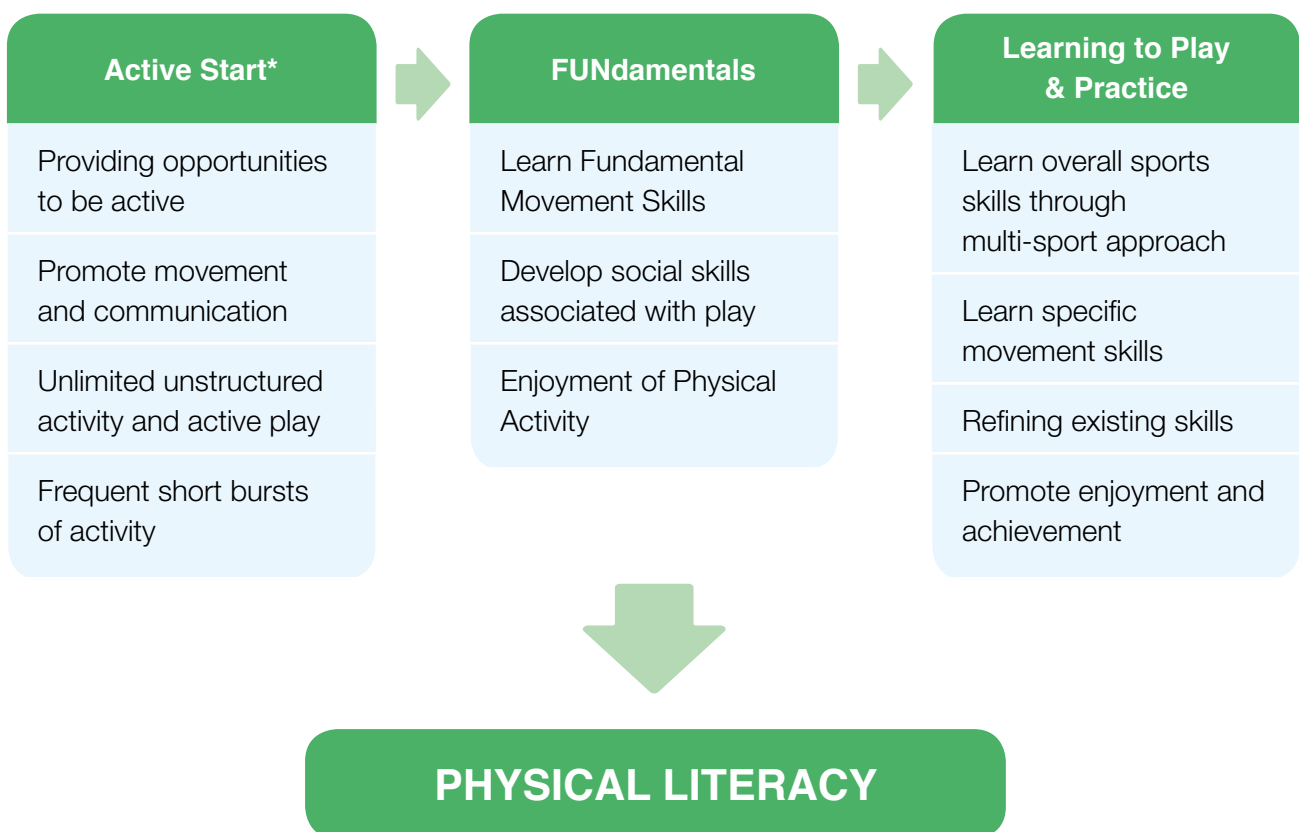 Active Start*
Providing opportunities
to be active
Promote movement
and communication
Unlimited unstructured
activity and active play
Frequent short bursts
of activity
FUNdamentals
Learn Fundamental
Movement Skills
Develop social skills
associated with play
Enjoyment of Physical
Activity
Learning to Play
& Practice
Learn overall sports
skills through
multi-sport approach
Learn specific
movement skills
Refining existing skills
Promote enjoyment and
achievement
PHYSICAL LITERACY